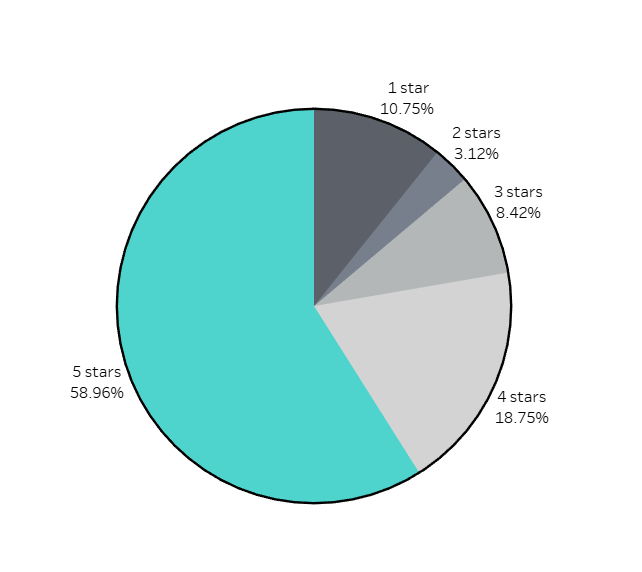 1 star
10.75%
2 stars
3.12%
3 stars
8.42%
4 stars
18.75%
5 stars
58.96%